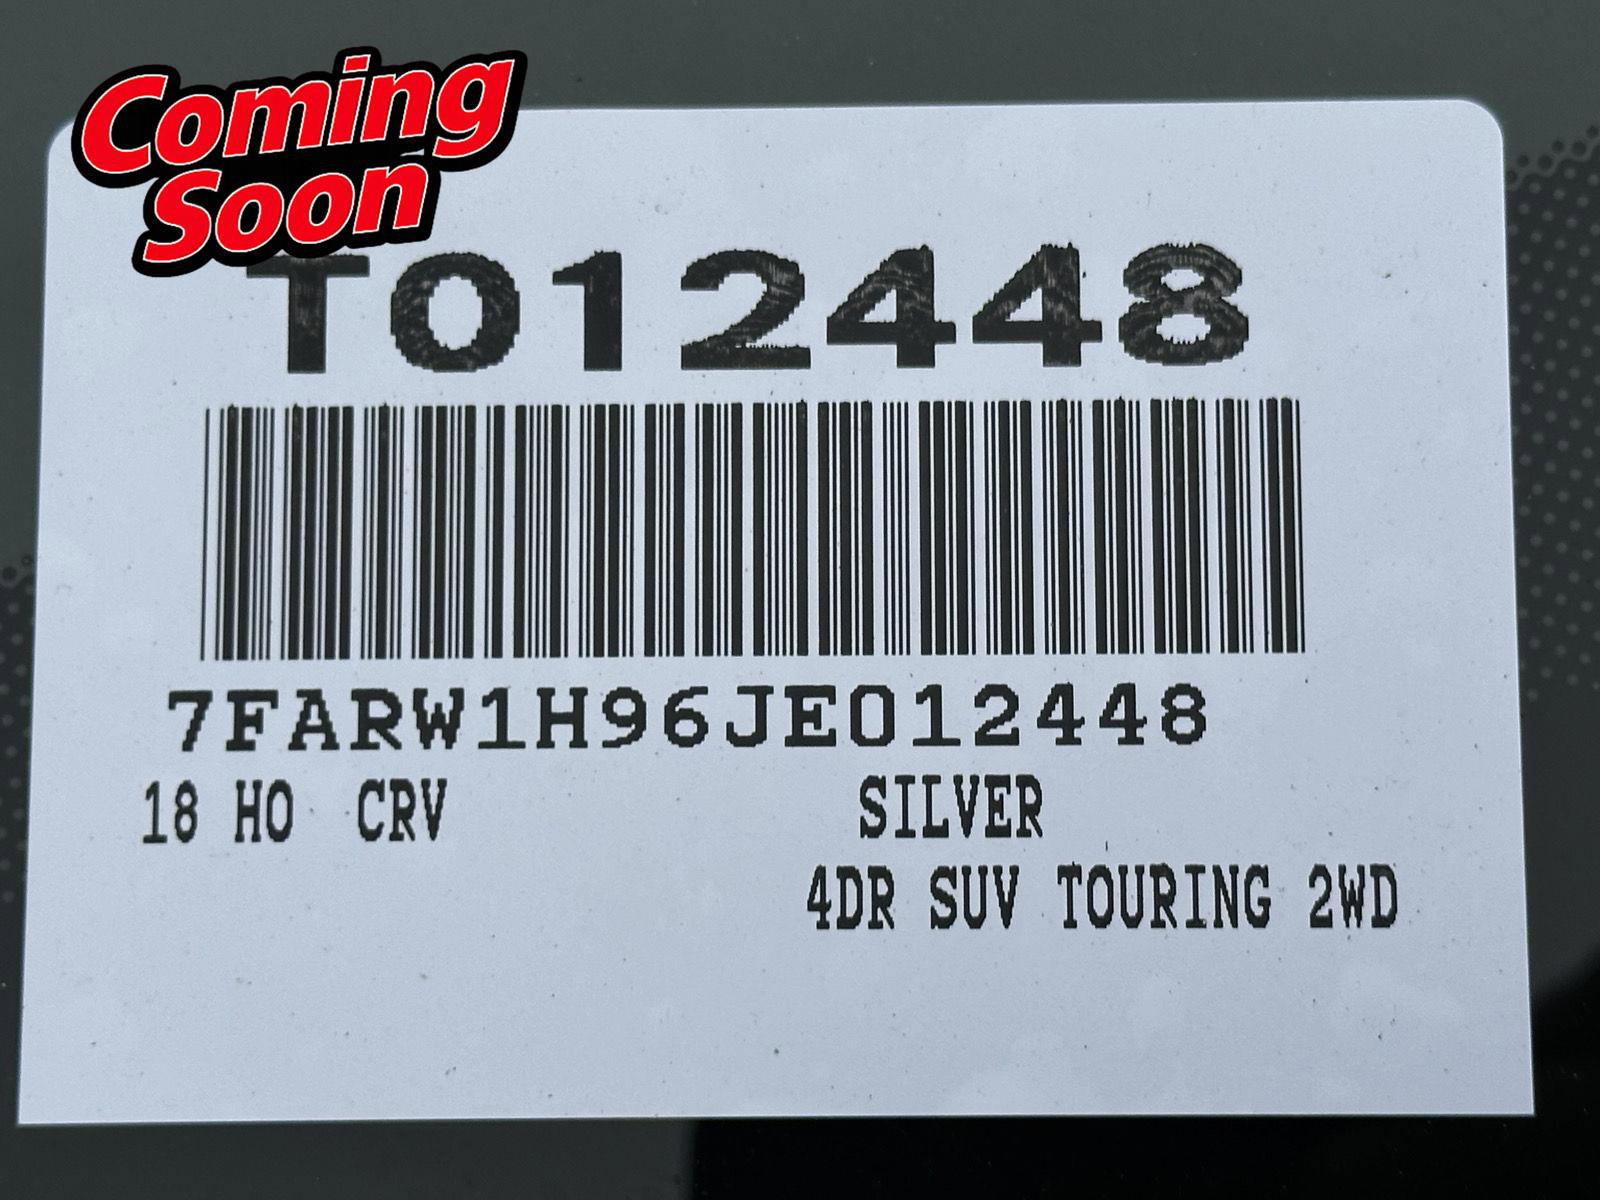 Coming
Soon
T012448
7FARW1H96JE012448
18 HO CRV
SILVER
4DR SUV TOURING 2WD